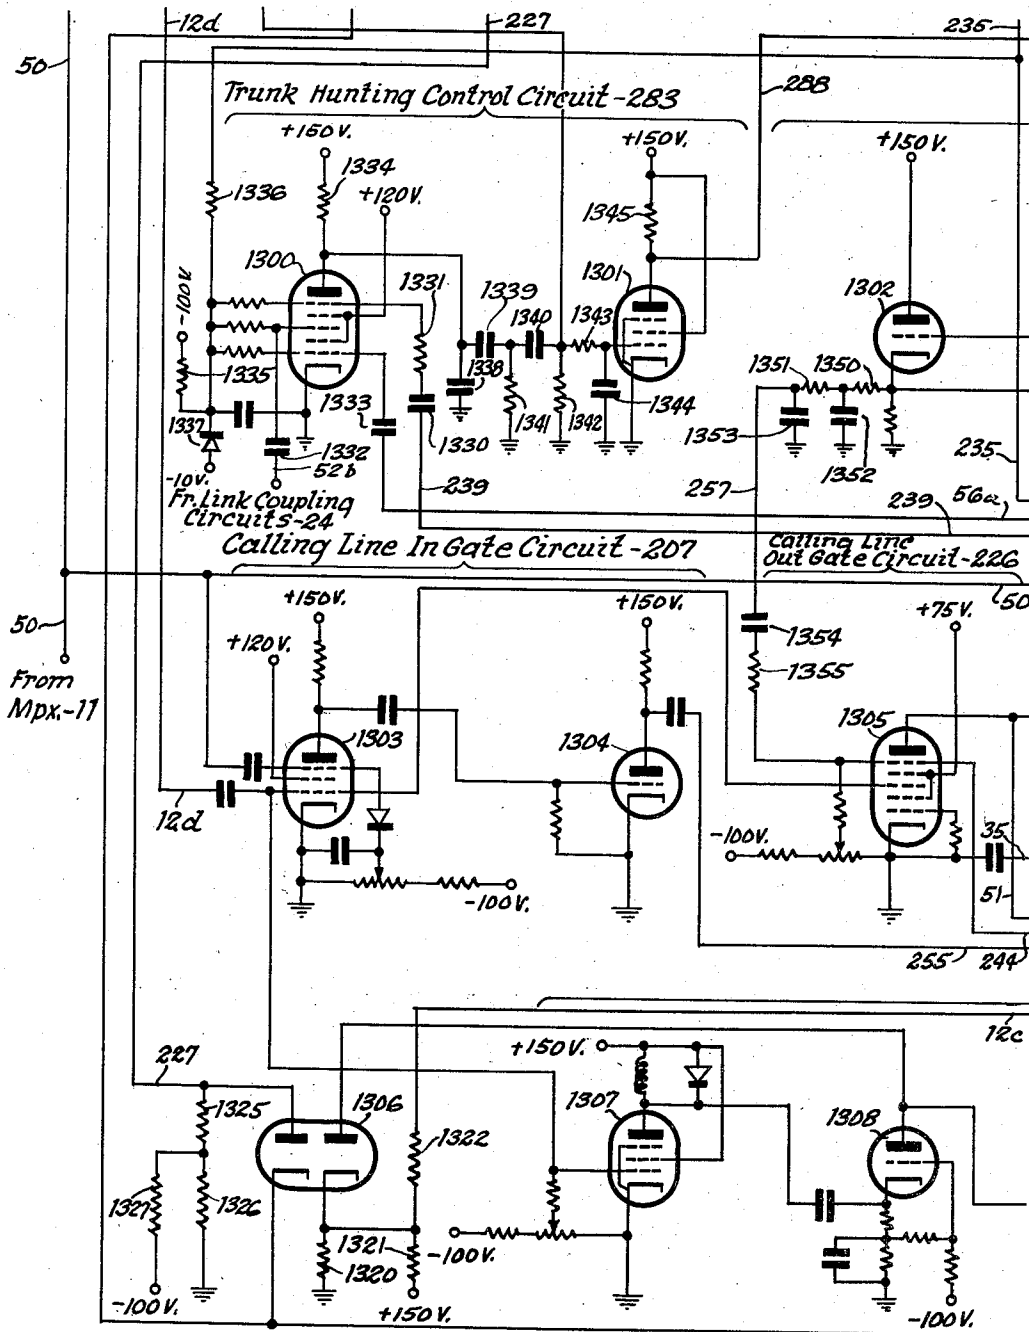 12d
227
235
50
288
Trunk Hunting Control Circuit-283
+150V.
+150V.
+150V.
1334
1336
+120V.
1345
-100V
1300
1331
1339
1340
1343
1301
1302
1335
1338
1351
1350
1333
1341
1342
1344
1337
1332
1330
1353
1352
-10V.
52b
239
257
235
Fr. Link Coupling
Circuits-24
239
56a
Calling Line In Gate Circuit-207
Calling Line
Out Gate Circuit-226
50
+150V.
+150V.
+75V.
50
+120V.
1354
1355
From
Mpx.-11
1303
1304
1305
12d
-100V.
-100V.
35
51
255
244
12c
227
+150V.
1325
1306
1307
1308
1322
1327
1326
1321
1320
-100V.
-100V.
+150V.
-100V.